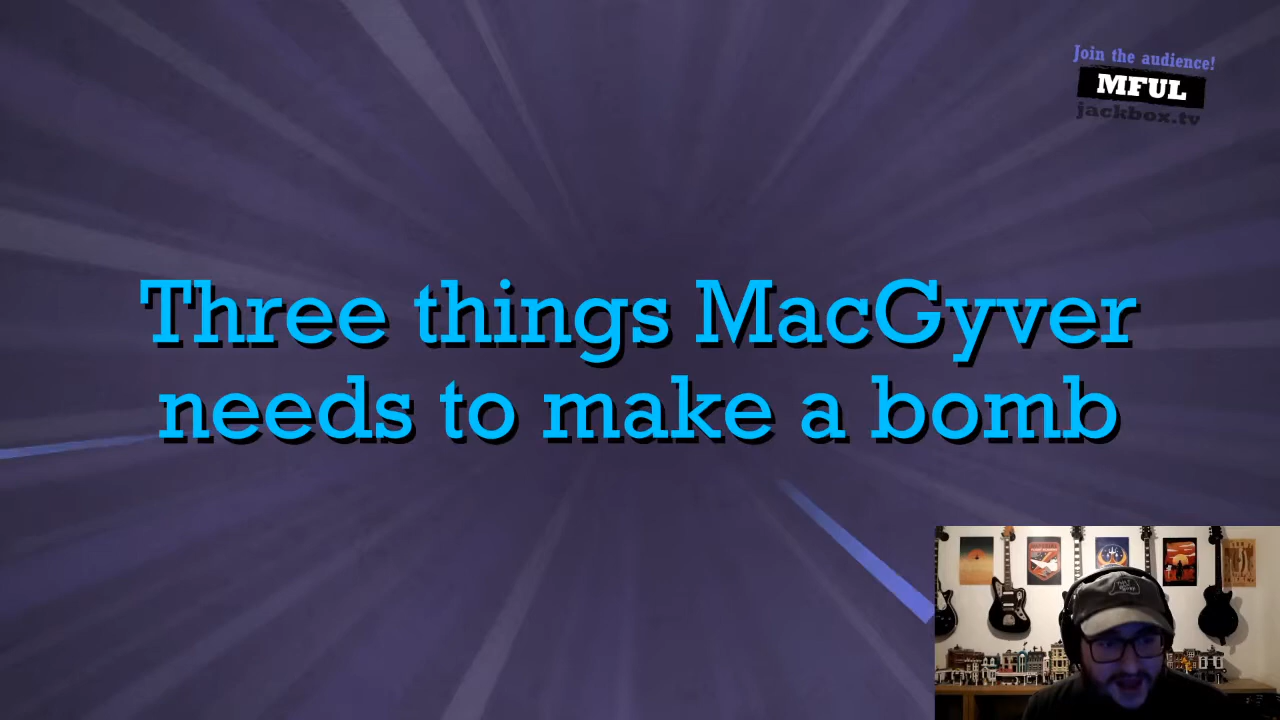 Join the audience!
MFUL
jackbox.tv
Three things MacGyver
needs to make a bomb